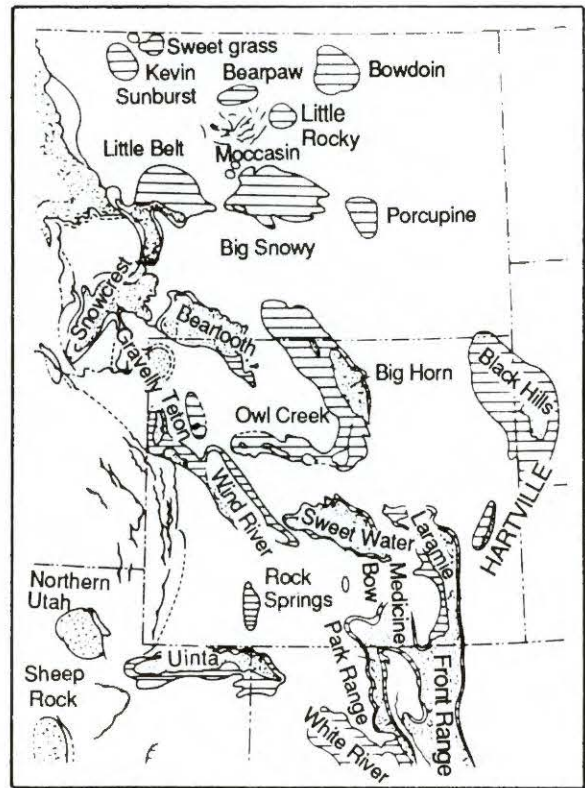 Sweet grass
Kevin
Sunburst
Bearpaw
Bowdoin
Little
Rocky
Little Belt
Moccasin
Porcupine
Big Snowy
Snowcrest
Beartooth
Gravelly
Teton
Big Horn
Black Hills
Owl Creek
Wind River
Sweet Water
Laramie
HARTVILLE
Northern
Utah
Rock
Springs
Medicine
Bow
Uinta
Park Range
Front Range
Sheep
Rock
White River